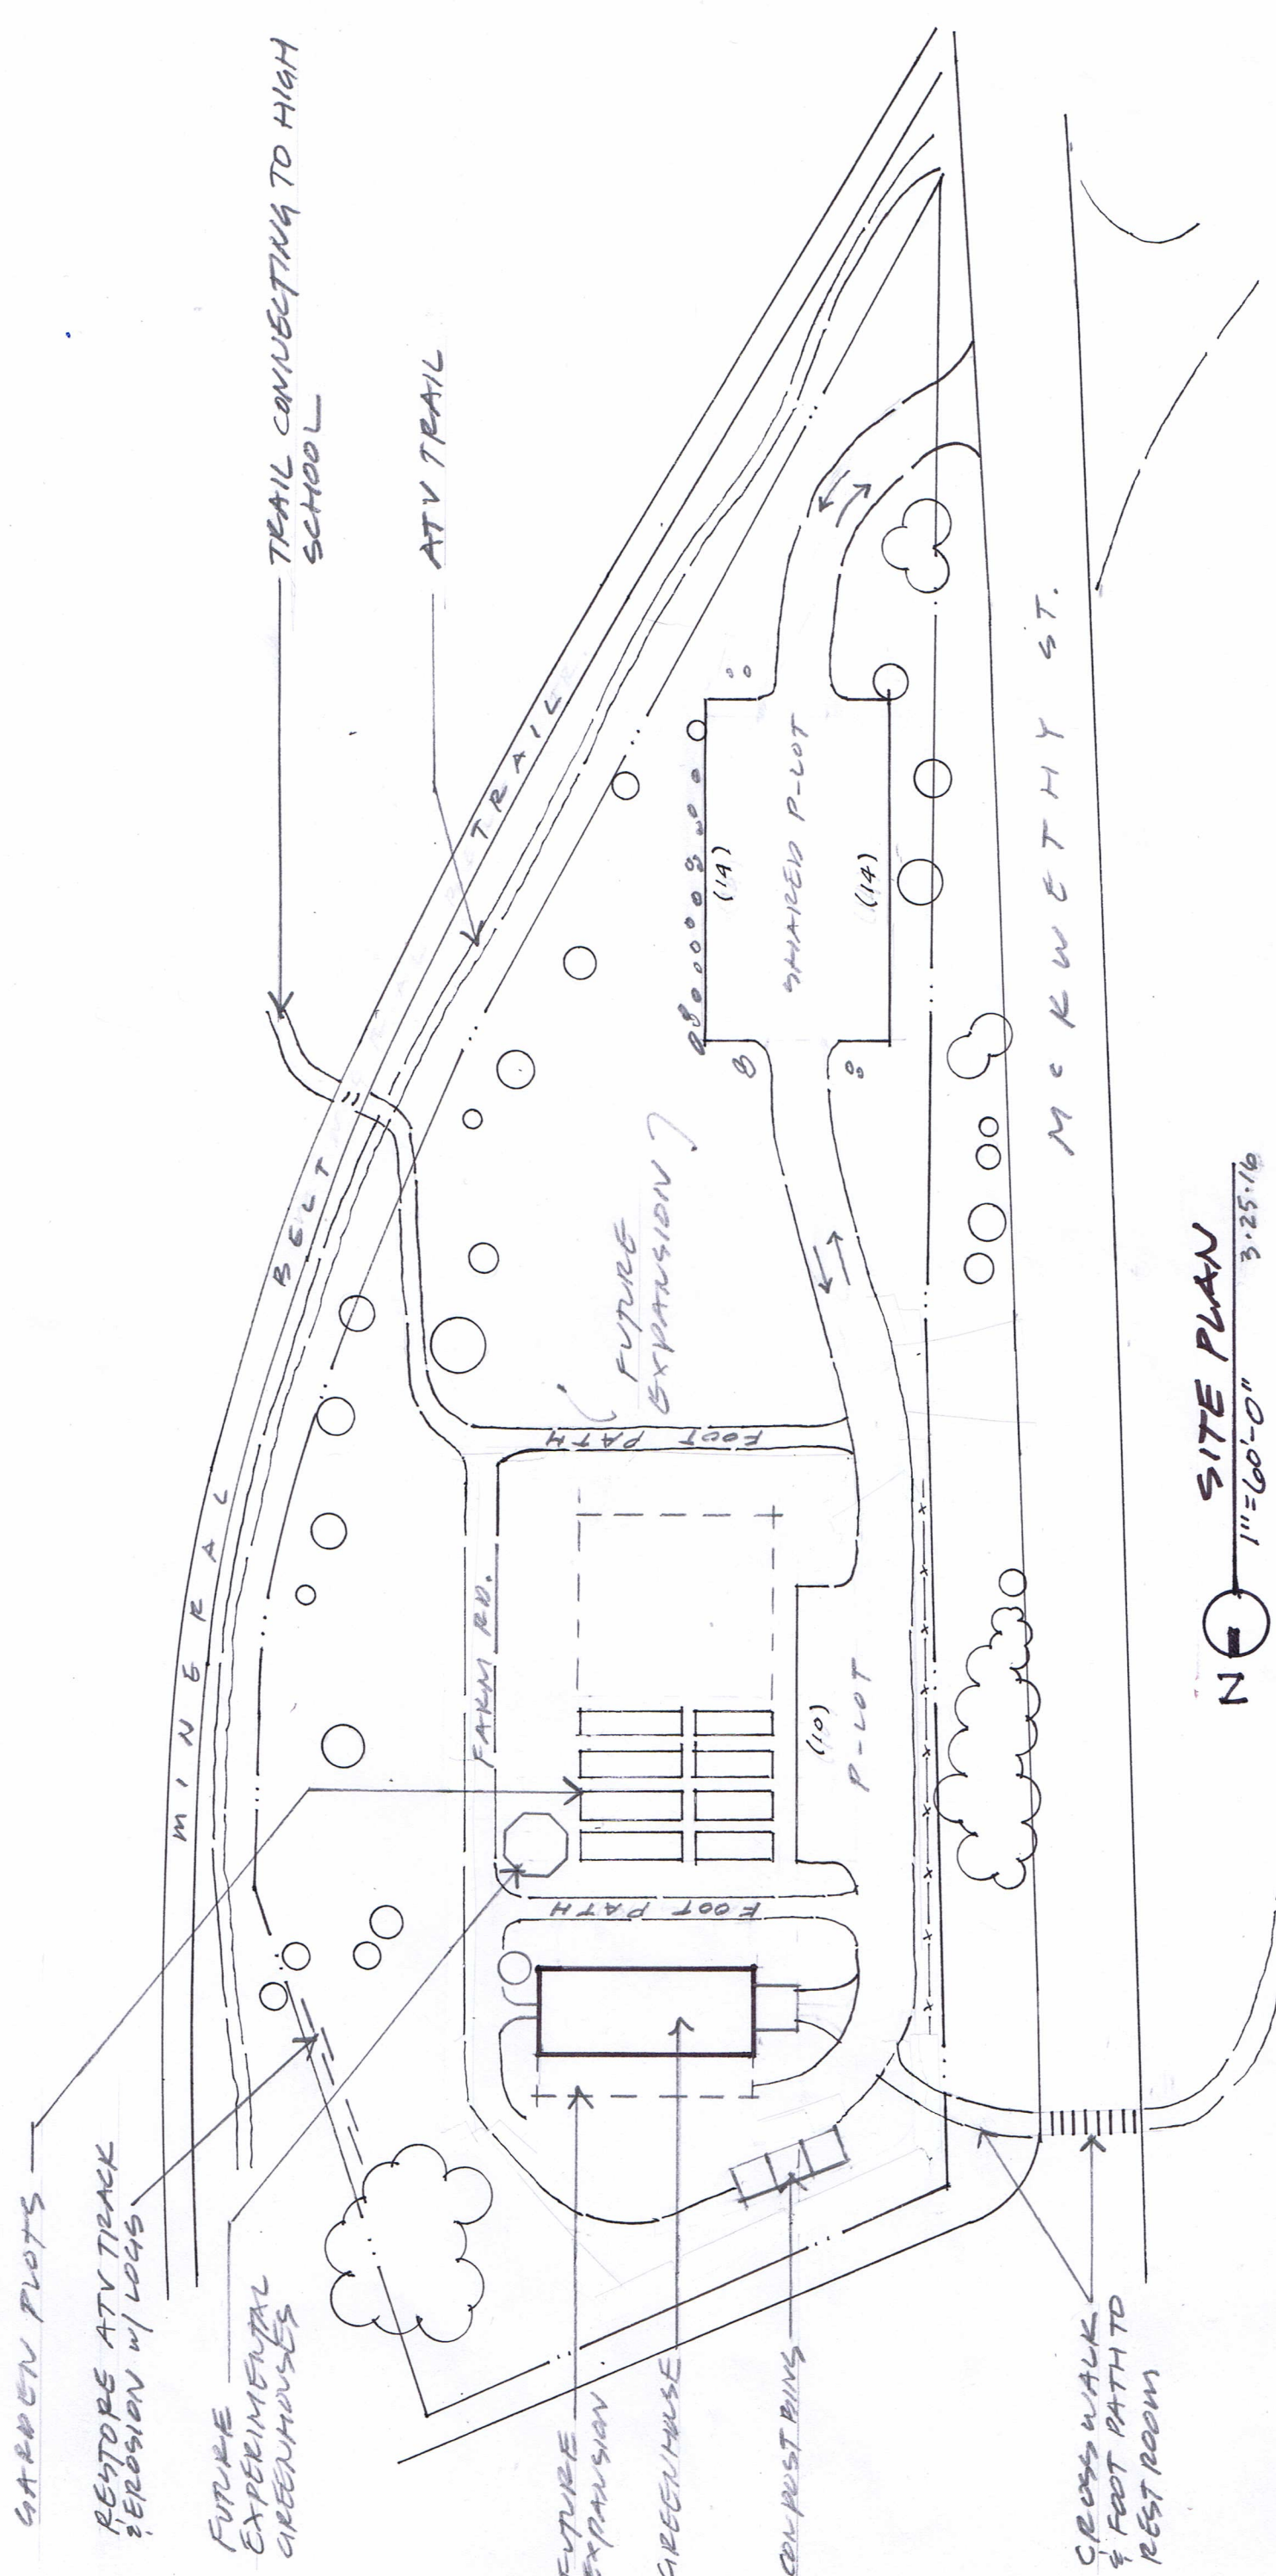 GARDEN PLOTS
RESTORE ATV TRACK
& EROSION W/ LOGS
FUTURE
EXPERIMENTAL
GREENHOUSES
FUTURE
EXPANSION
GREENHOUSE
COMPOST BINS
CROSSWALK
& FOOT PATH TO
REST ROOM
TRAIL CONNECTING TO HIGH
SCHOOL
ATV TRAIL
MINERAL BELT TRAIL
FARM RD.
FOOT PATH
FOOT PATH
(FUTURE
EXPANSION)
(10)
P-LOT
(14)
SHARED P-LOT
(14)
McKWETHY ST.
N
SITE PLAN
1"=60'-0"
3.25.16